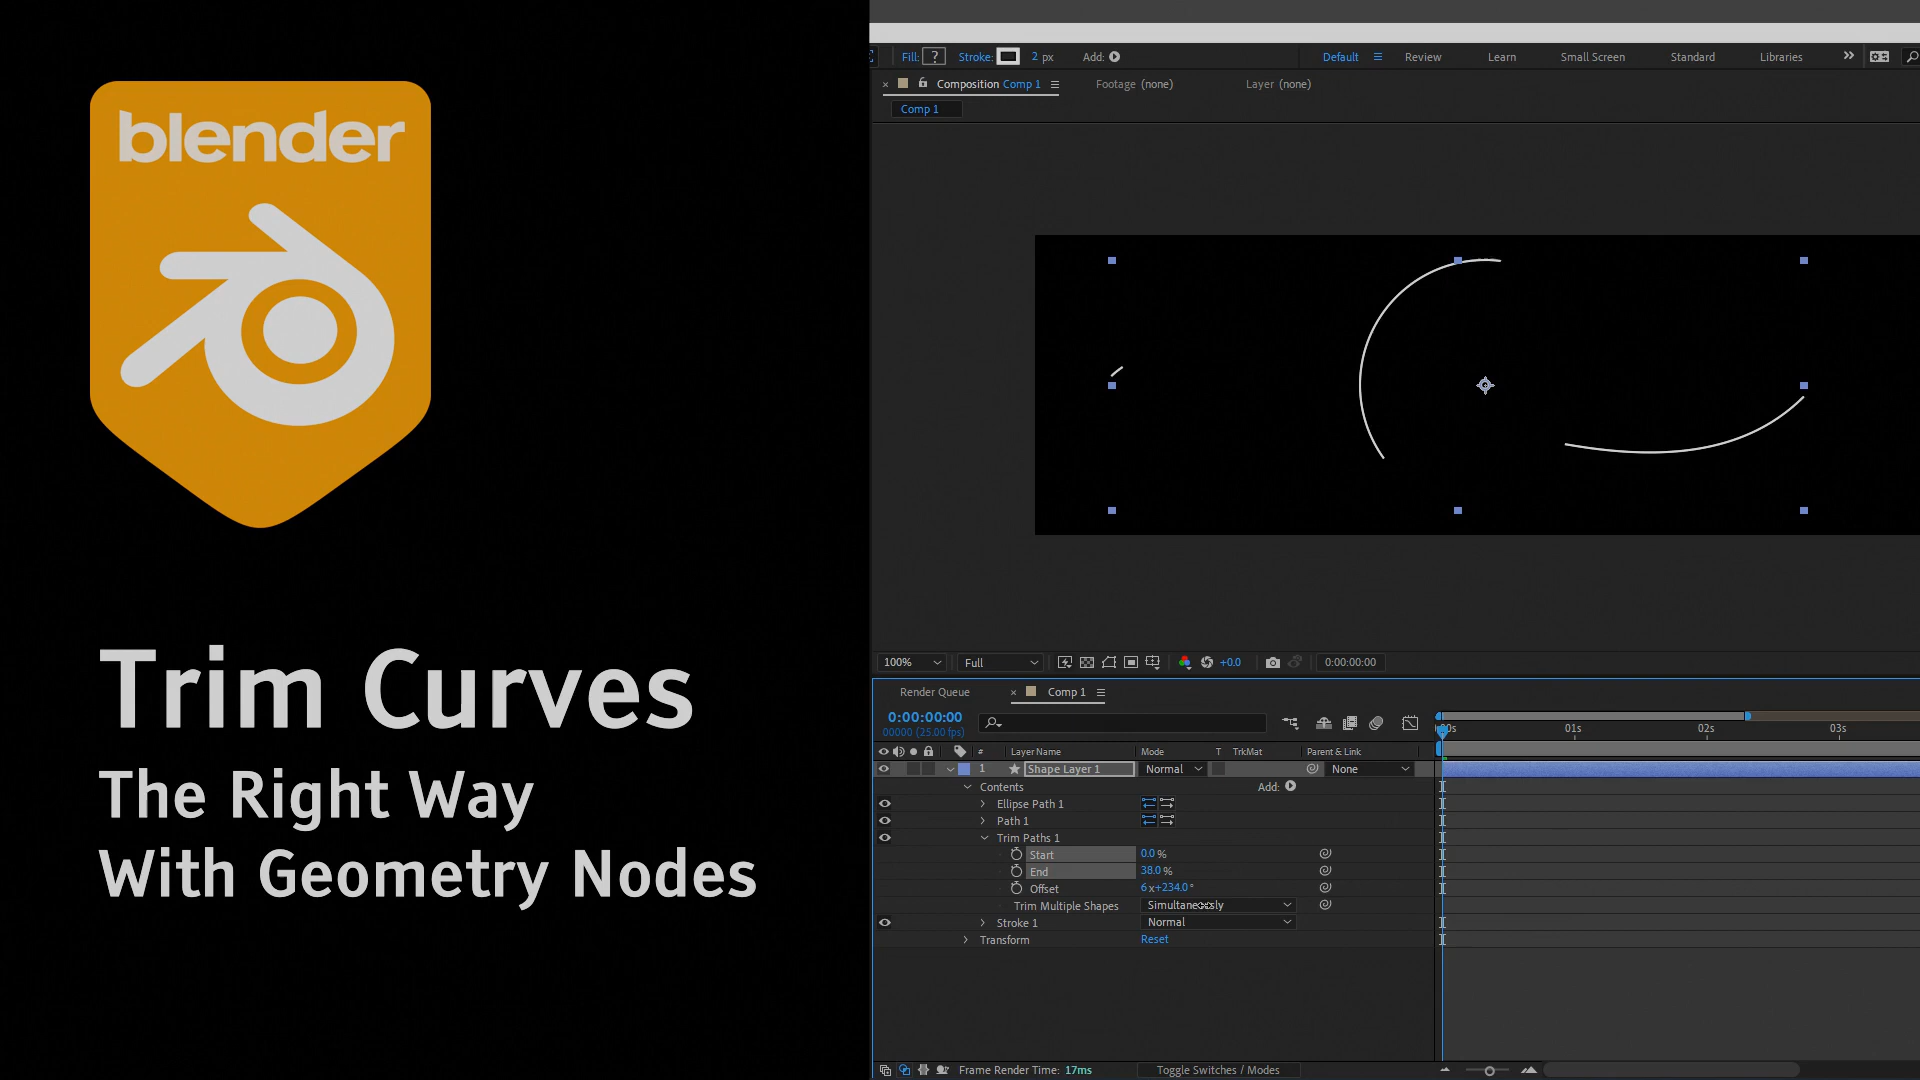 blender
Trim Curves
The Right Way
With Geometry Nodes
Fill: ? Stroke: 2 px Add: Default Review Learn Small Screen Standard Libraries »
× Composition Comp 1 Footage (none) Layer (none)
Comp 1
100% Full +0.0 0:00:00:00
Render Queue × Comp 1
0:00:00:00
00000 (25.00 fps)
01s 02s 03s
# Layer Name Mode T TrkMat Parent & Link
1 Shape Layer 1 Normal None
Contents Add:
Ellipse Path 1
Path 1
Trim Paths 1
Start 0.0 %
End 38.0 %
Offset 6 x+234.0 °
Trim Multiple Shapes Simultaneously
Stroke 1 Normal
Transform Reset
Frame Render Time: 17ms Toggle Switches / Modes